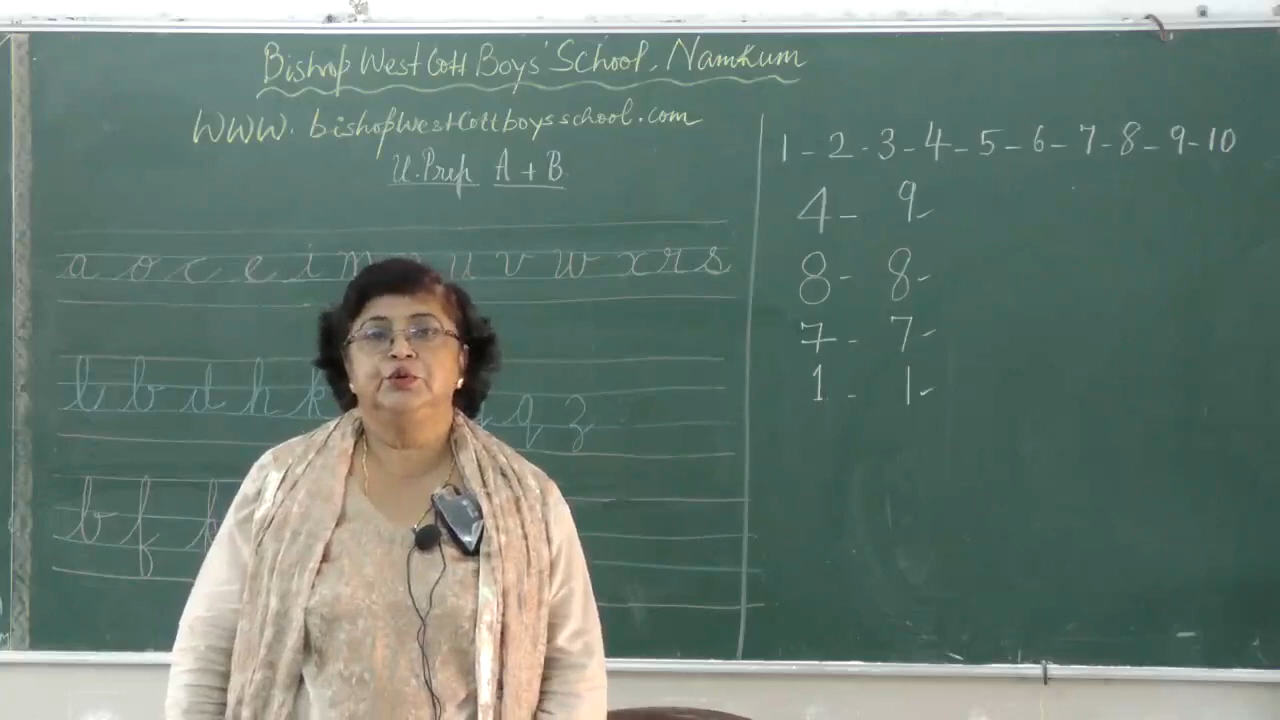 Bishop West Cott Boys' School, Namkum
WWW. bishopwestcottboysschool.com
U. Prep A + B
a o c e i m u v w x r s
l b d h k q z
b f
1 - 2 - 3 - 4 - 5 - 6 - 7 - 8 - 9 - 10
4 - 9 -
8 - 8 -
7 - 7 -
1 - 1 -